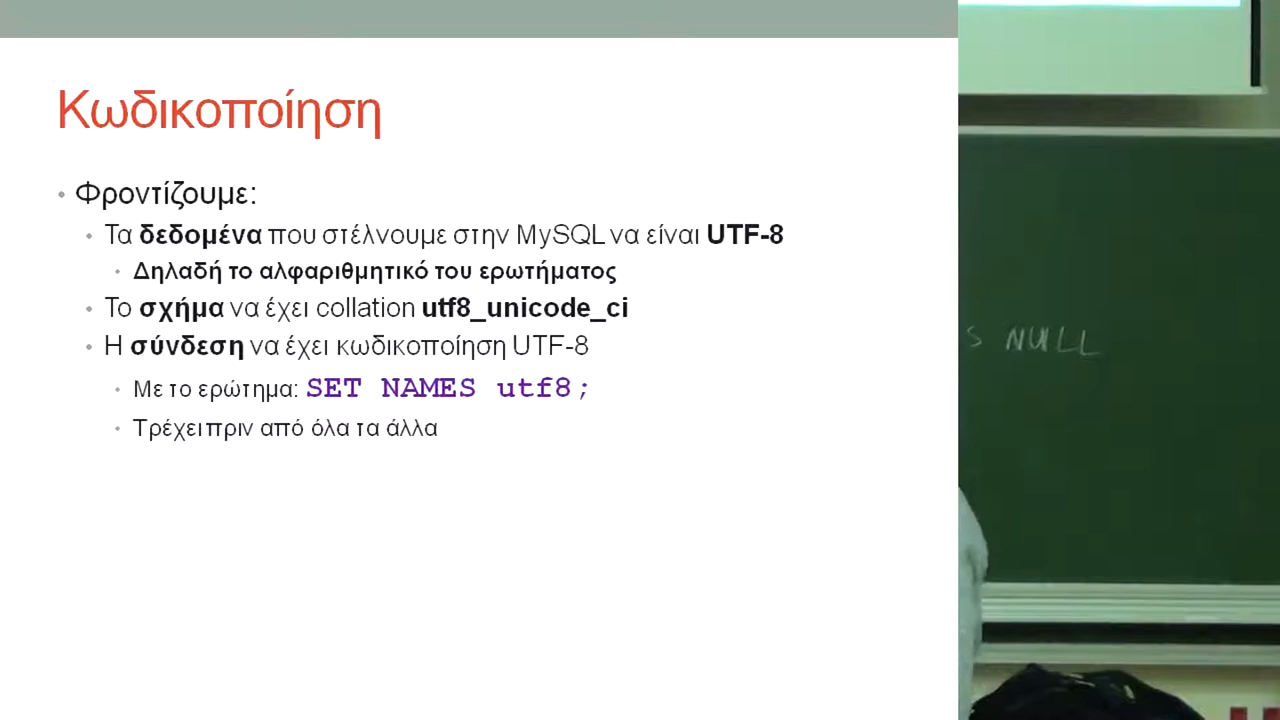 Κωδικοποίηση
• Φροντίζουμε:
• Τα δεδομένα που στέλνουμε στην MySQL να είναι UTF-8
• Δηλαδή το αλφαριθμητικό του ερωτήματος
• Το σχήμα να έχει collation utf8_unicode_ci
• Η σύνδεση να έχει κωδικοποίηση UTF-8
• Με το ερώτημα: SET NAMES utf8;
• Τρέχει πριν από όλα τα άλλα
S NULL